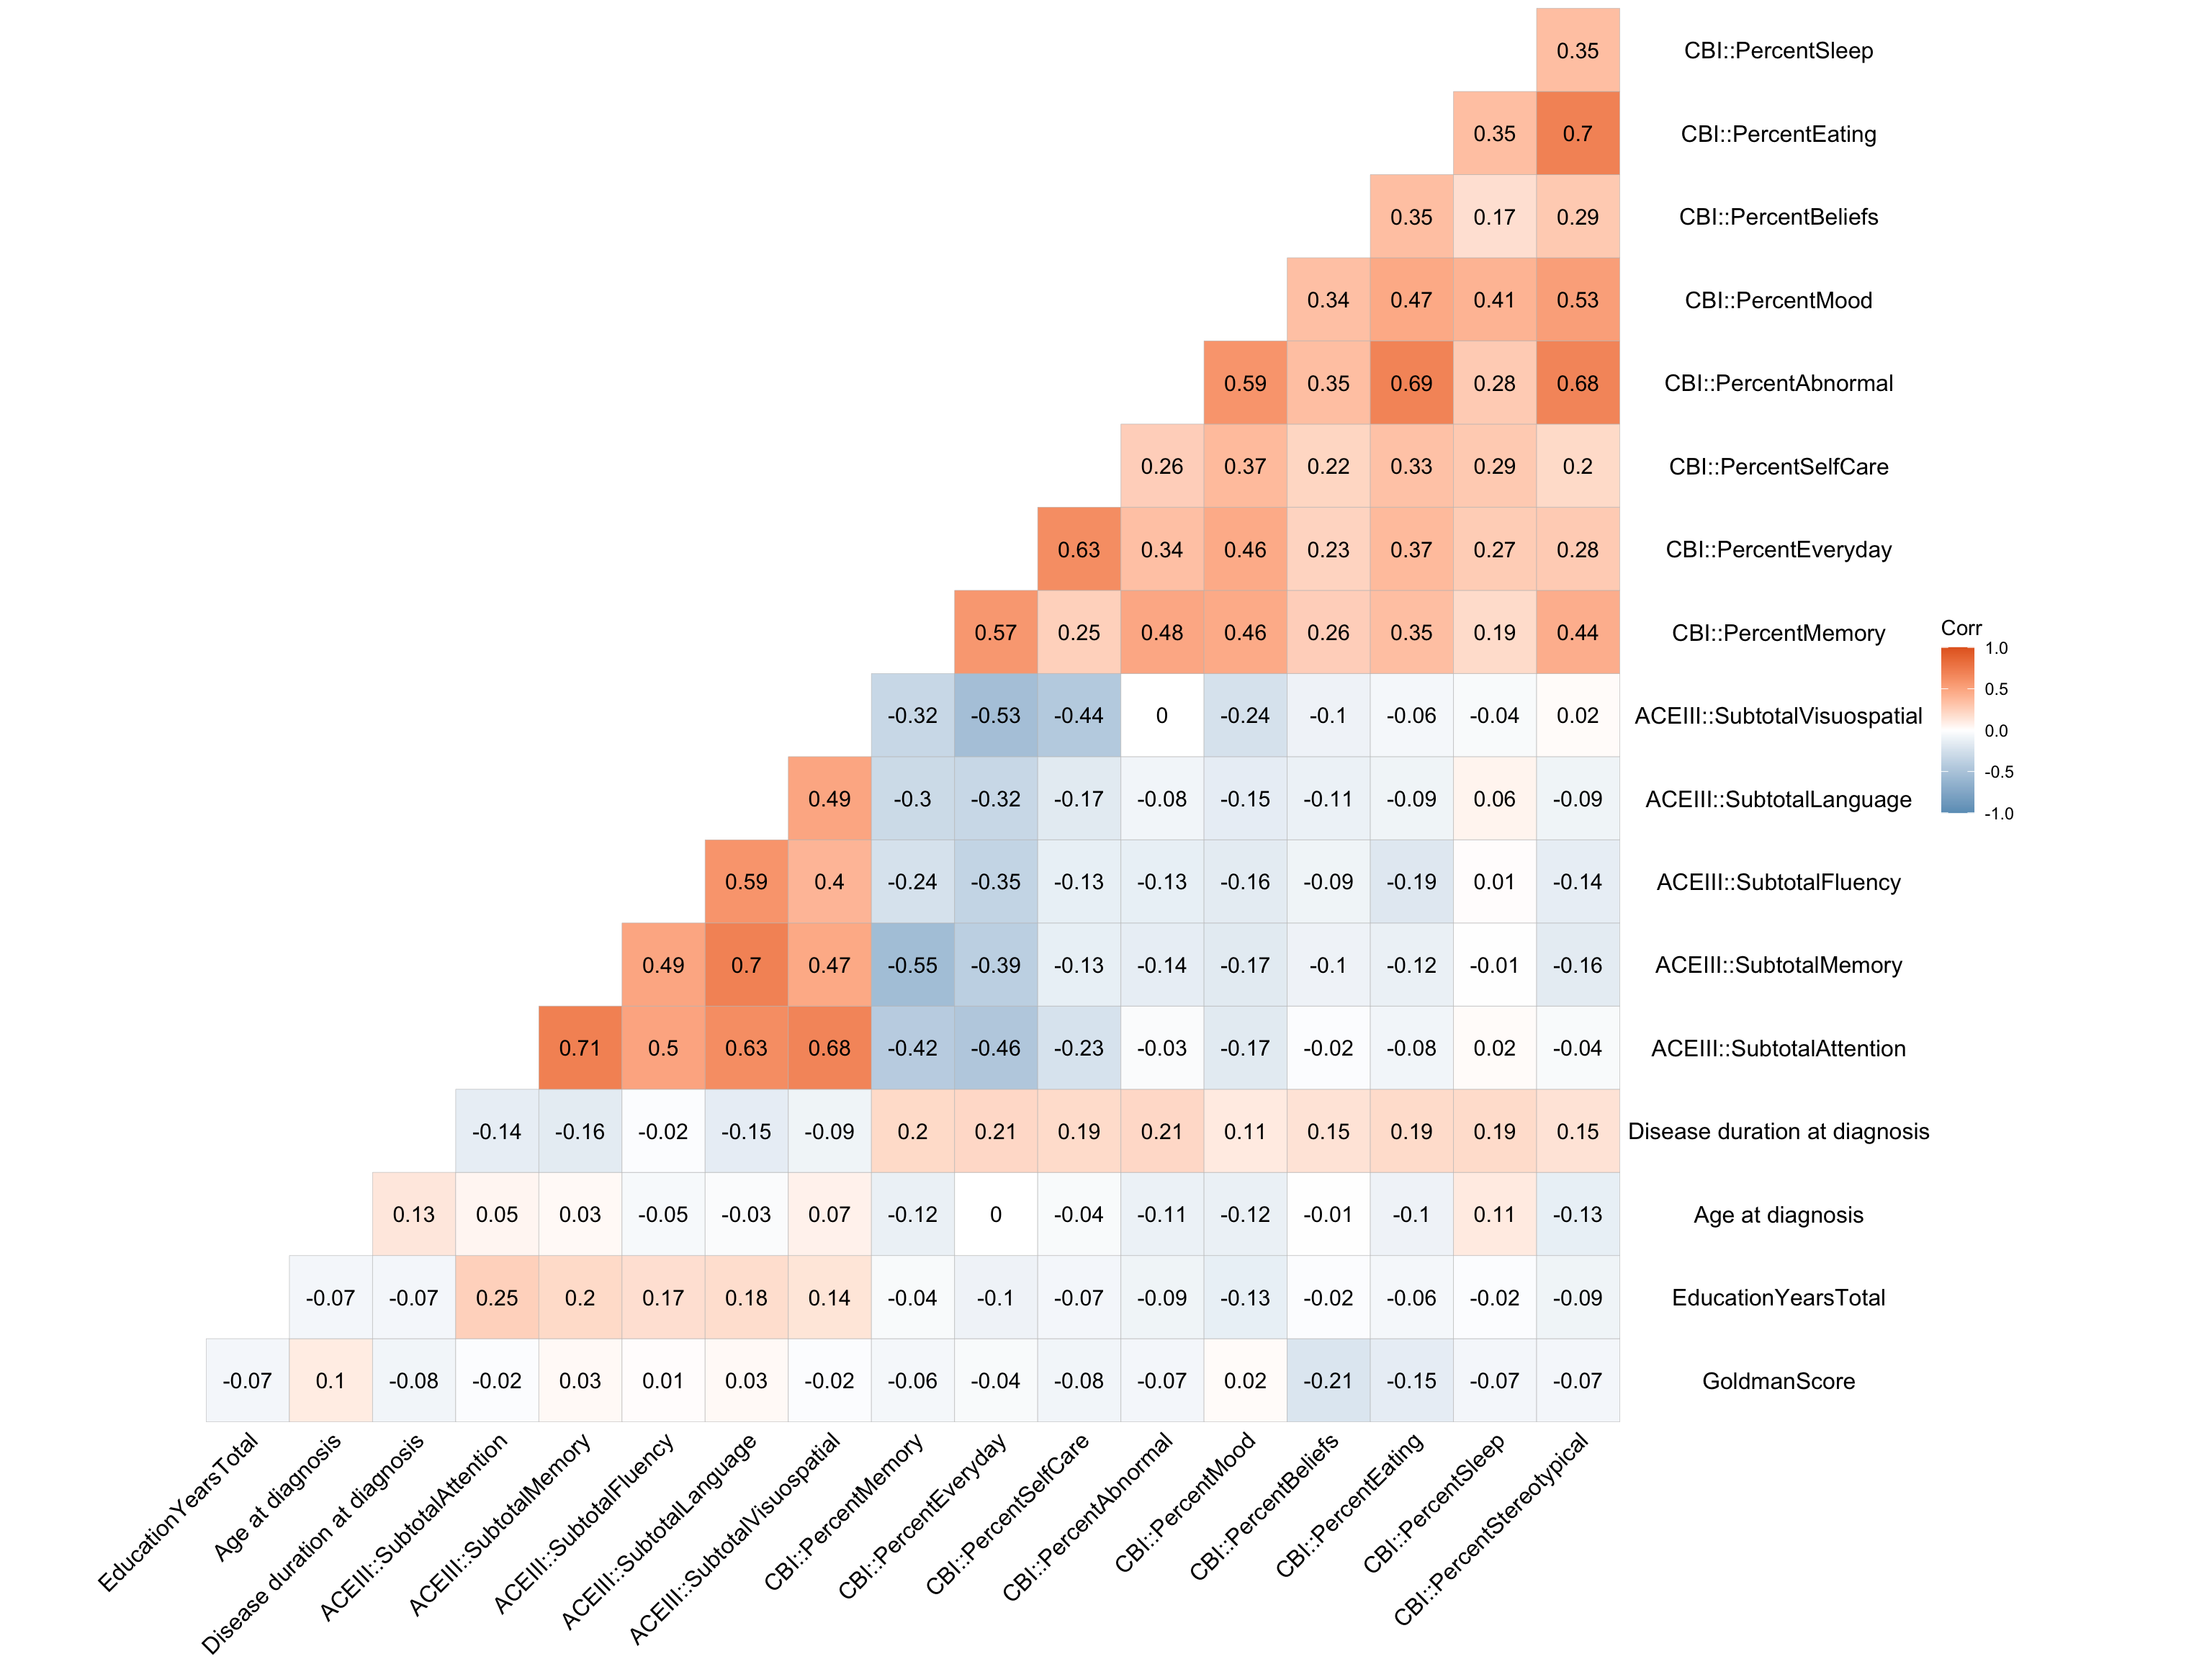 0.35 CBI::PercentSleep
0.35 0.7 CBI::PercentEating
0.35 0.17 0.29 CBI::PercentBeliefs
0.34 0.47 0.41 0.53 CBI::PercentMood
0.59 0.35 0.69 0.28 0.68 CBI::PercentAbnormal
0.26 0.37 0.22 0.33 0.29 0.2 CBI::PercentSelfCare
0.63 0.34 0.46 0.23 0.37 0.27 0.28 CBI::PercentEveryday
0.57 0.25 0.48 0.46 0.26 0.35 0.19 0.44 CBI::PercentMemory
-0.32 -0.53 -0.44 0 -0.24 -0.1 -0.06 -0.04 0.02 ACEIII::SubtotalVisuospatial
0.49 -0.3 -0.32 -0.17 -0.08 -0.15 -0.11 -0.09 0.06 -0.09 ACEIII::SubtotalLanguage
0.59 0.4 -0.24 -0.35 -0.13 -0.13 -0.16 -0.09 -0.19 0.01 -0.14 ACEIII::SubtotalFluency
0.49 0.7 0.47 -0.55 -0.39 -0.13 -0.14 -0.17 -0.1 -0.12 -0.01 -0.16 ACEIII::SubtotalMemory
0.71 0.5 0.63 0.68 -0.42 -0.46 -0.23 -0.03 -0.17 -0.02 -0.08 0.02 -0.04 ACEIII::SubtotalAttention
-0.14 -0.16 -0.02 -0.15 -0.09 0.2 0.21 0.19 0.21 0.11 0.15 0.19 0.19 0.15 Disease duration at diagnosis
0.13 0.05 0.03 -0.05 -0.03 0.07 -0.12 0 -0.04 -0.11 -0.12 -0.01 -0.1 0.11 -0.13 Age at diagnosis
-0.07 -0.07 0.25 0.2 0.17 0.18 0.14 -0.04 -0.1 -0.07 -0.09 -0.13 -0.02 -0.06 -0.02 -0.09 EducationYearsTotal
-0.07 0.1 -0.08 -0.02 0.03 0.01 0.03 -0.02 -0.06 -0.04 -0.08 -0.07 0.02 -0.21 -0.15 -0.07 -0.07 GoldmanScore
EducationYearsTotal
Age at diagnosis
Disease duration at diagnosis
ACEIII::SubtotalAttention
ACEIII::SubtotalMemory
ACEIII::SubtotalFluency
ACEIII::SubtotalLanguage
ACEIII::SubtotalVisuospatial
CBI::PercentMemory
CBI::PercentEveryday
CBI::PercentSelfCare
CBI::PercentAbnormal
CBI::PercentMood
CBI::PercentBeliefs
CBI::PercentEating
CBI::PercentSleep
CBI::PercentStereotypical
Corr
1.0
0.5
0.0
-0.5
-1.0